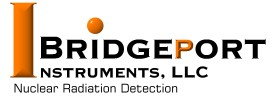 BRIDGEPORT
INSTRUMENTS, LLC
Nuclear Radiation Detection